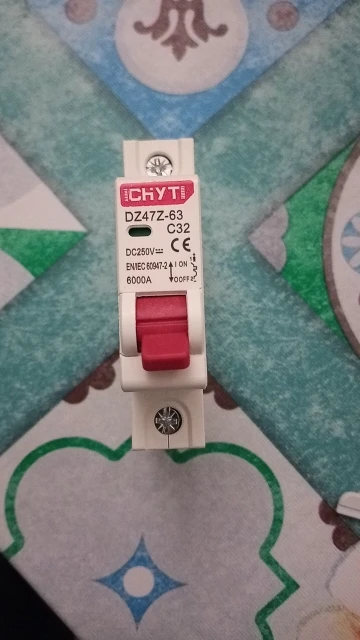 CHYT
DZ47Z-63
C32
DC250V CE
EN/IEC 60947-2 I ON
6000A O OFF